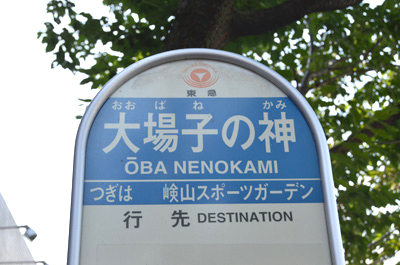 東急
おおばねかみ
大場子の神
ŌBA NENOKAMI
つぎは 嶮山スポーツガーデン
行先 DESTINATION